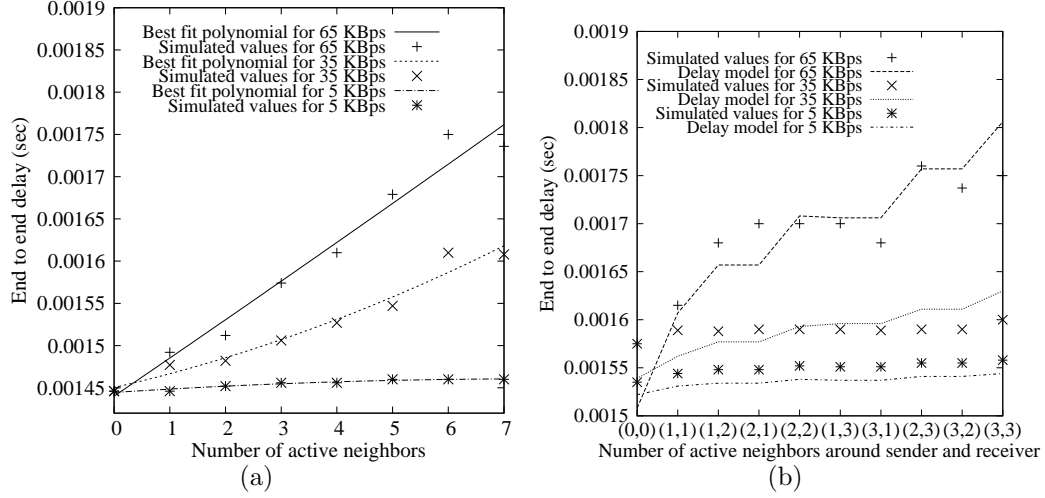 0.0019
0.00185
0.0018
0.00175
0.0017
0.00165
0.0016
0.00155
0.0015
0.00145
0.0014
End to end delay (sec)
Best fit polynomial for 65 KBps
Simulated values for 65 KBps
Best fit polynomial for 35 KBps
Simulated values for 35 KBps
Best fit polynomial for 5 KBps
Simulated values for 5 KBps
0 1 2 3 4 5 6 7
Number of active neighbors
(a)
0.0019
0.00185
0.0018
0.00175
0.0017
0.00165
0.0016
0.00155
0.0015
End to end delay (sec)
Simulated values for 65 KBps
Delay model for 65 KBps
Simulated values for 35 KBps
Delay model for 35 KBps
Simulated values for 5 KBps
Delay model for 5 KBps
(0,0) (1,1) (1,2) (2,1) (2,2) (1,3) (3,1) (2,3) (3,2) (3,3)
Number of active neighbors around sender and receiver
(b)